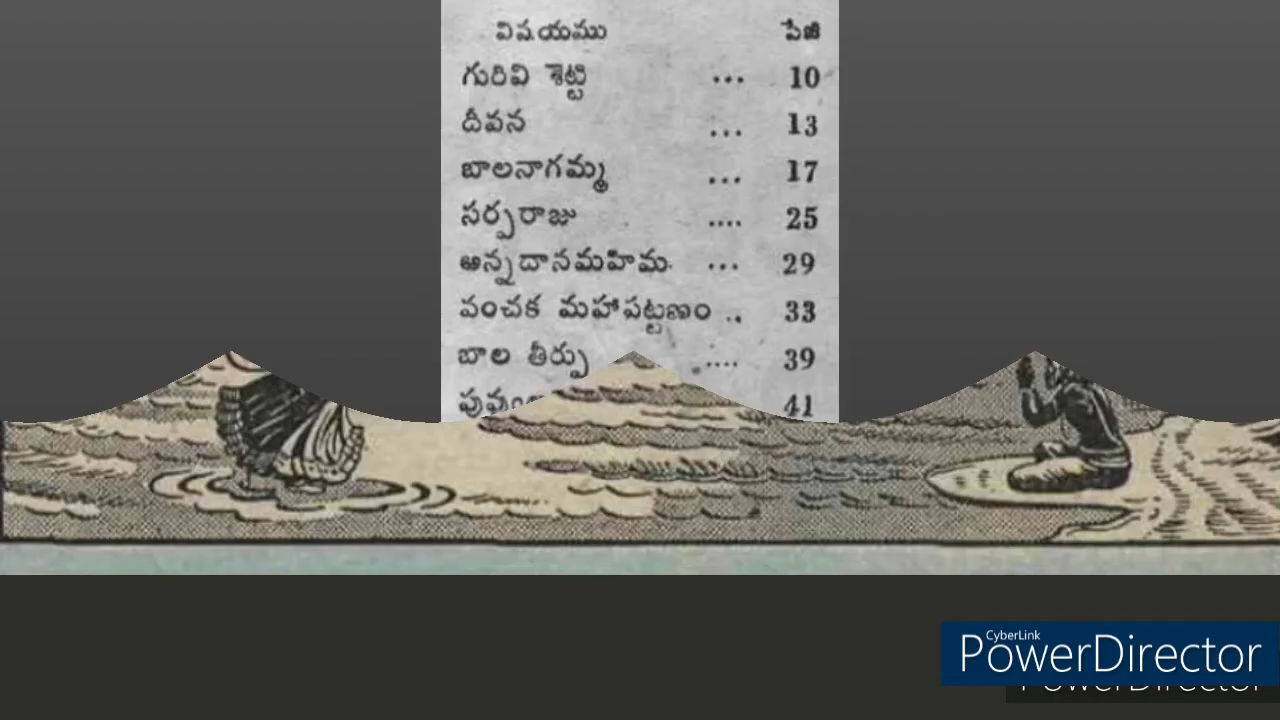 విషయము పేజి
గురివి శెట్టి ... 10
దీవన ... 13
బాలనాగమ్మ ... 17
సర్పరాజు .... 25
అన్నదానమహిమ ... 29
వంచక మహాపట్టణం .. 33
బాల తీర్పు .... 39
41
CyberLink
PowerDirector
PowerDirector